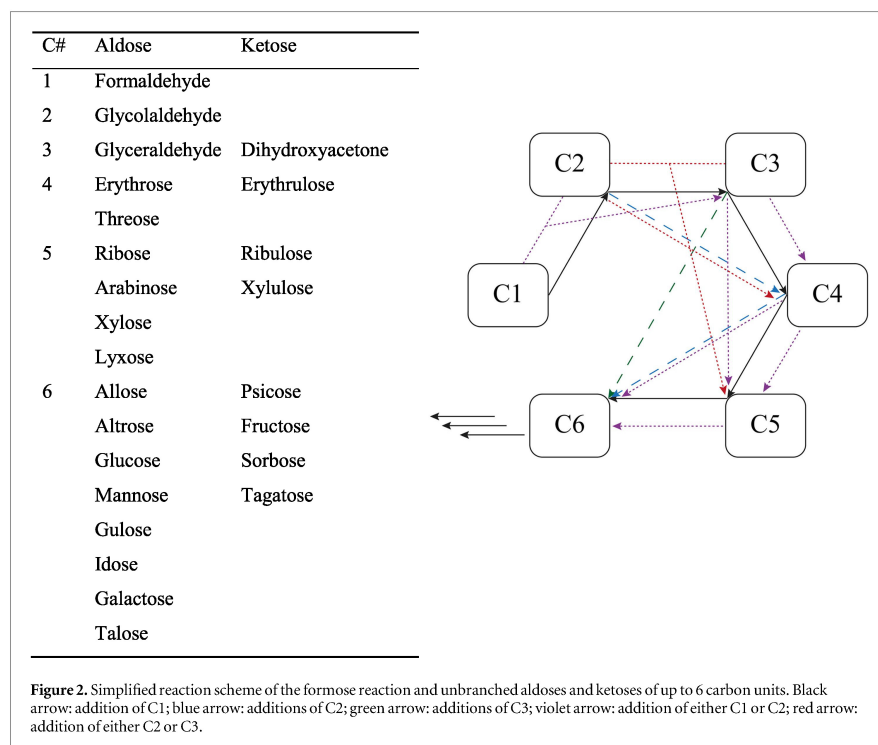 C# Aldose Ketose
1 Formaldehyde
2 Glycolaldehyde
3 Glyceraldehyde Dihydroxyacetone
4 Erythrose Erythrulose
Threose
5 Ribose Ribulose
Arabinose Xylulose
Xylose
Lyxose
6 Allose Psicose
Altrose Fructose
Glucose Sorbose
Mannose Tagatose
Gulose
Idose
Galactose
Talose
C2 C3
C1 C4
C6 C5
Figure 2. Simplified reaction scheme of the formose reaction and unbranched aldoses and ketoses of up to 6 carbon units. Black
arrow: addition of C1; blue arrow: additions of C2; green arrow: additions of C3; violet arrow: addition of either C1 or C2; red arrow:
addition of either C2 or C3.